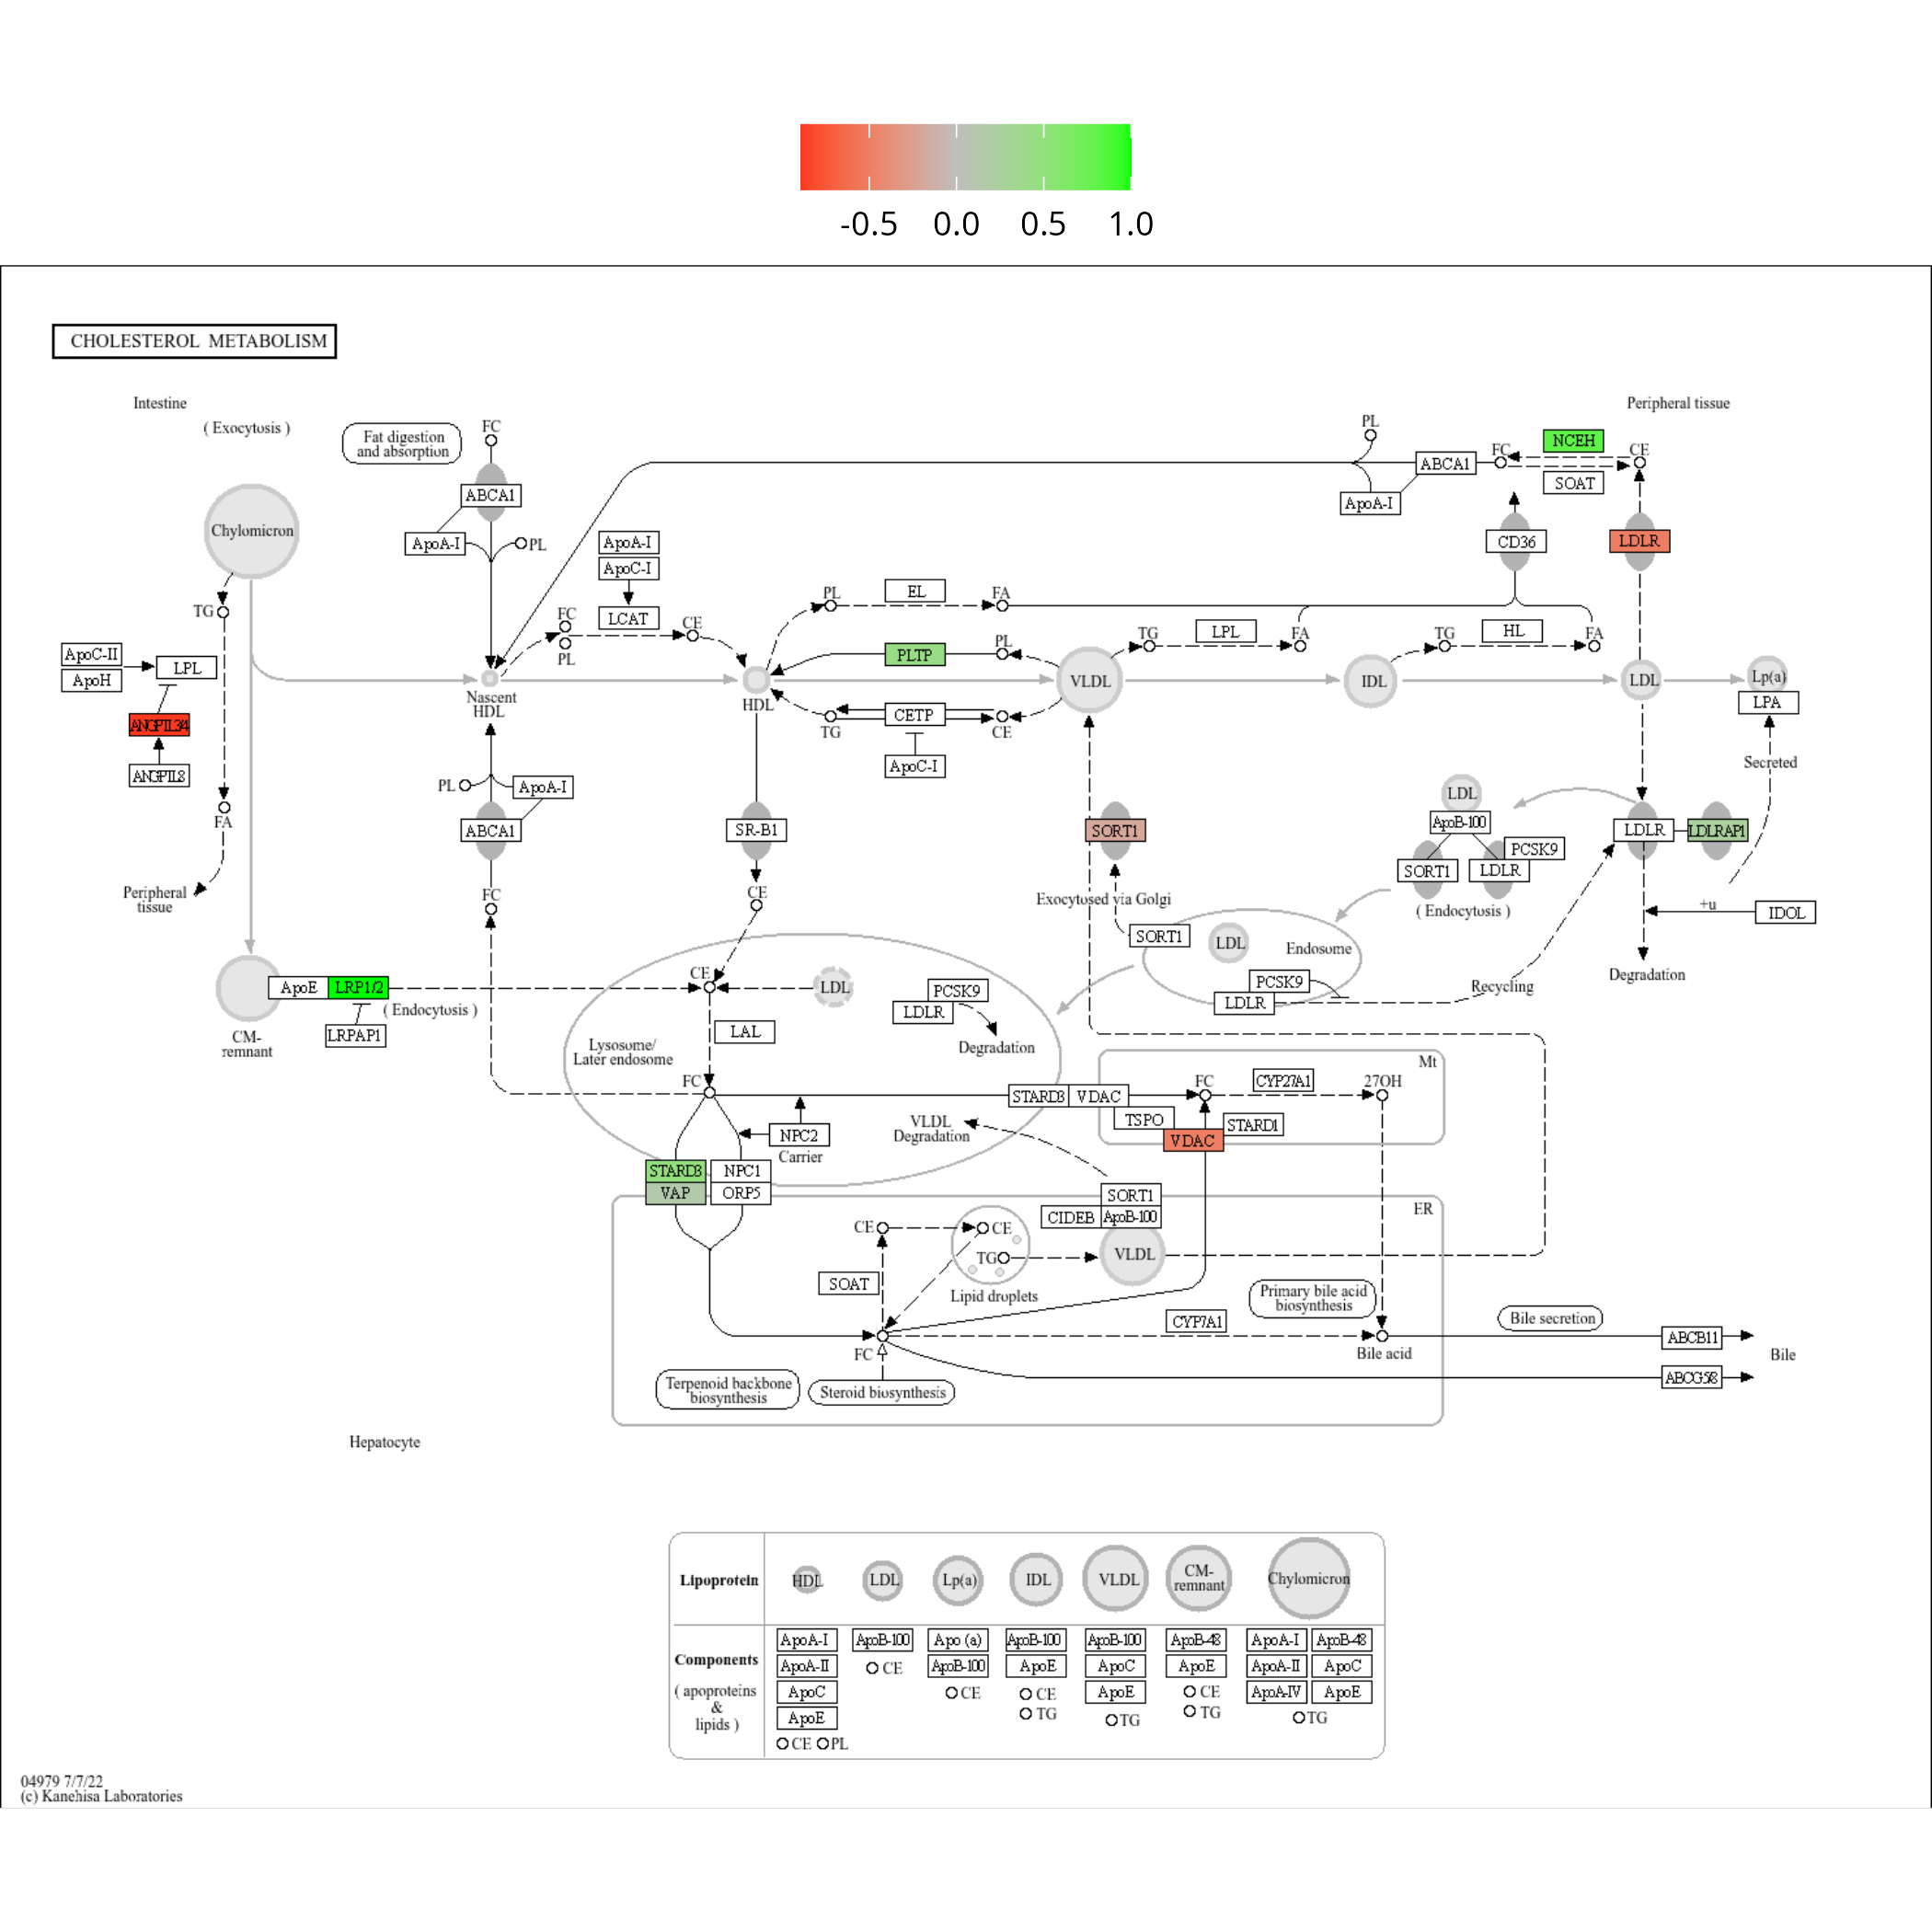 -0.5 0.0 0.5 1.0
CHOLESTEROL METABOLISM
Intestine
( Exocytosis )
Fat digestion
and absorption
FC
ABCA1
ApoA-I
PL
Chylomicron
TG
ApoC-II
ApoH
LPL
ANGPTL34
ANGPTL8
FA
Peripheral
tissue
CM-
remnant
ApoE
LRP1/2
( Endocytosis )
LRPAP1
Nascent
HDL
PL
ApoA-I
ABCA1
FC
ApoA-I
ApoC-I
LCAT
FC
PL
CE
HDL
PL
EL
FA
PLTP
PL
TG
CETP
CE
ApoC-I
SR-B1
CE
VLDL
TG
LPL
FA
IDL
TG
HL
FA
LDL
Lp(a)
LPA
Secreted
PL
ABCA1
ApoA-I
FC
NCEH
SOAT
CE
Peripheral tissue
CD36
LDLR
SORT1
Exocytosed via Golgi
SORT1
LDL
Endosome
PCSK9
LDLR
LDL
ApoB-100
SORT1
PCSK9
LDLR
( Endocytosis )
LDLR
LDLRAP1
+u
IDOL
Degradation
Recycling
CE
LDL
LAL
PCSK9
LDLR
Degradation
Lysosome/
Later endosome
FC
NPC2
Carrier
STARD3
VAP
NPC1
ORP5
VLDL
Degradation
STARD3
VDAC
TSPO
VDAC
STARD1
FC
CYP27A1
27OH
Mt
SORT1
CIDEB
ApoB-100
VLDL
ER
CE
CE
TG
Lipid droplets
SOAT
FC
CYP7A1
Primary bile acid
biosynthesis
Bile acid
Bile secretion
ABCB11
ABCG58
Bile
Terpenoid backbone
biosynthesis
Steroid biosynthesis
Hepatocyte
Lipoprotein
HDL
LDL
Lp(a)
IDL
VLDL
CM-
remnant
Chylomicron
Components
( apoproteins
&
lipids )
ApoA-I
ApoA-II
ApoC
ApoE
CE PL
ApoB-100
CE
Apo (a)
ApoB-100
CE
ApoB-100
ApoE
CE
TG
ApoB-100
ApoC
ApoE
TG
ApoB-48
ApoE
CE
TG
ApoA-I ApoB-48
ApoA-II ApoC
ApoA-IV ApoE
TG
04979 7/7/22
(c) Kanehisa Laboratories